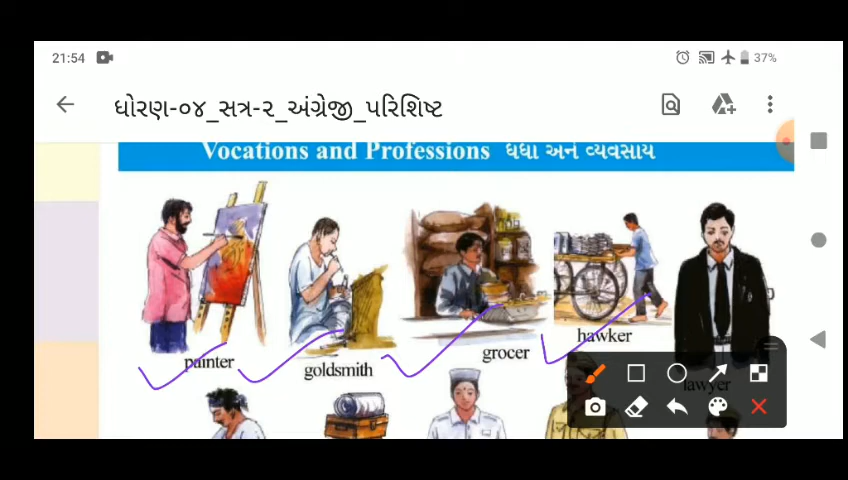 21:54
37%
ધોરણ-૦૪_સત્ર-૨_અંગ્રેજી_પરિશિષ્ટ
Vocations and Professions ધંધા અને વ્યવસાય
painter
goldsmith
grocer
hawker
lawyer